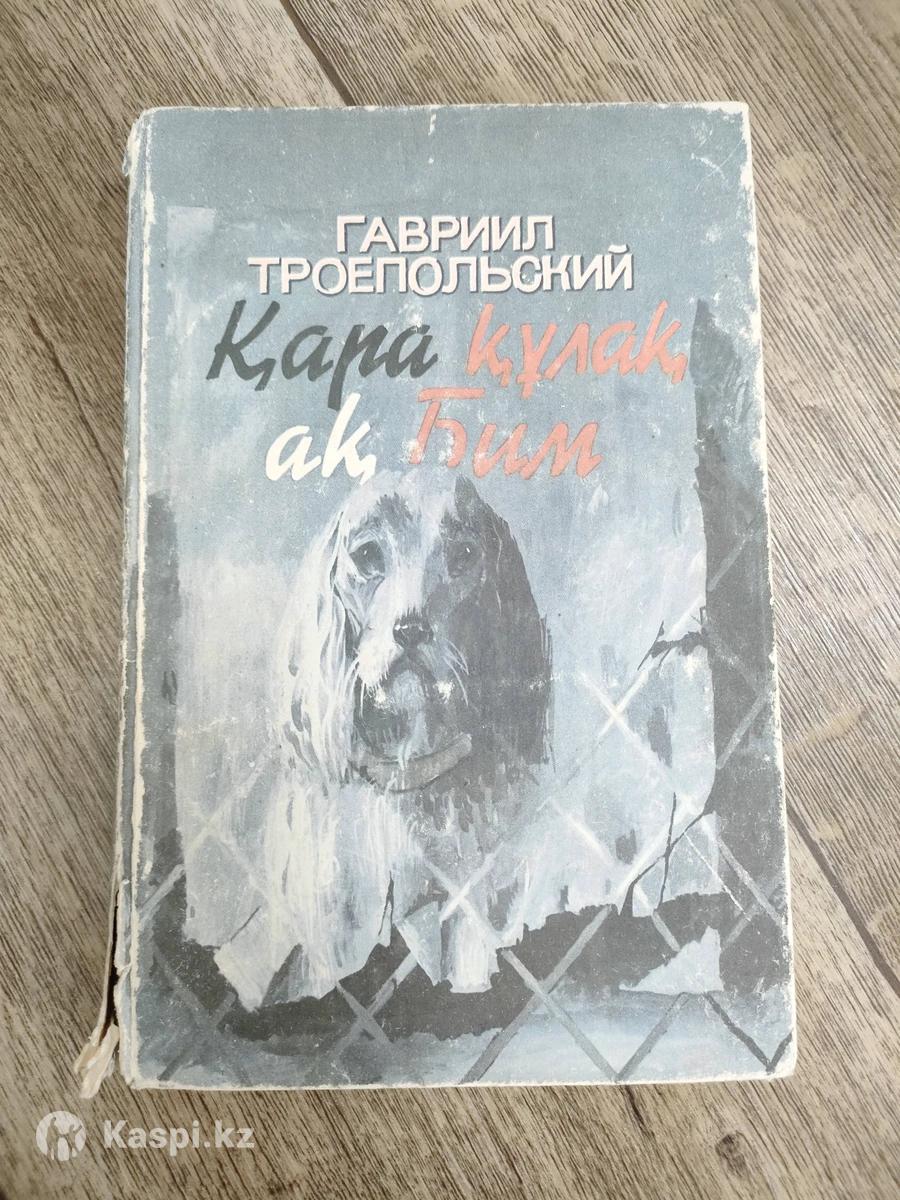 ГАВРИИЛ
ТРОЕПОЛЬСКИЙ
Қара құлақ
ақ Бим
Kaspi.kz